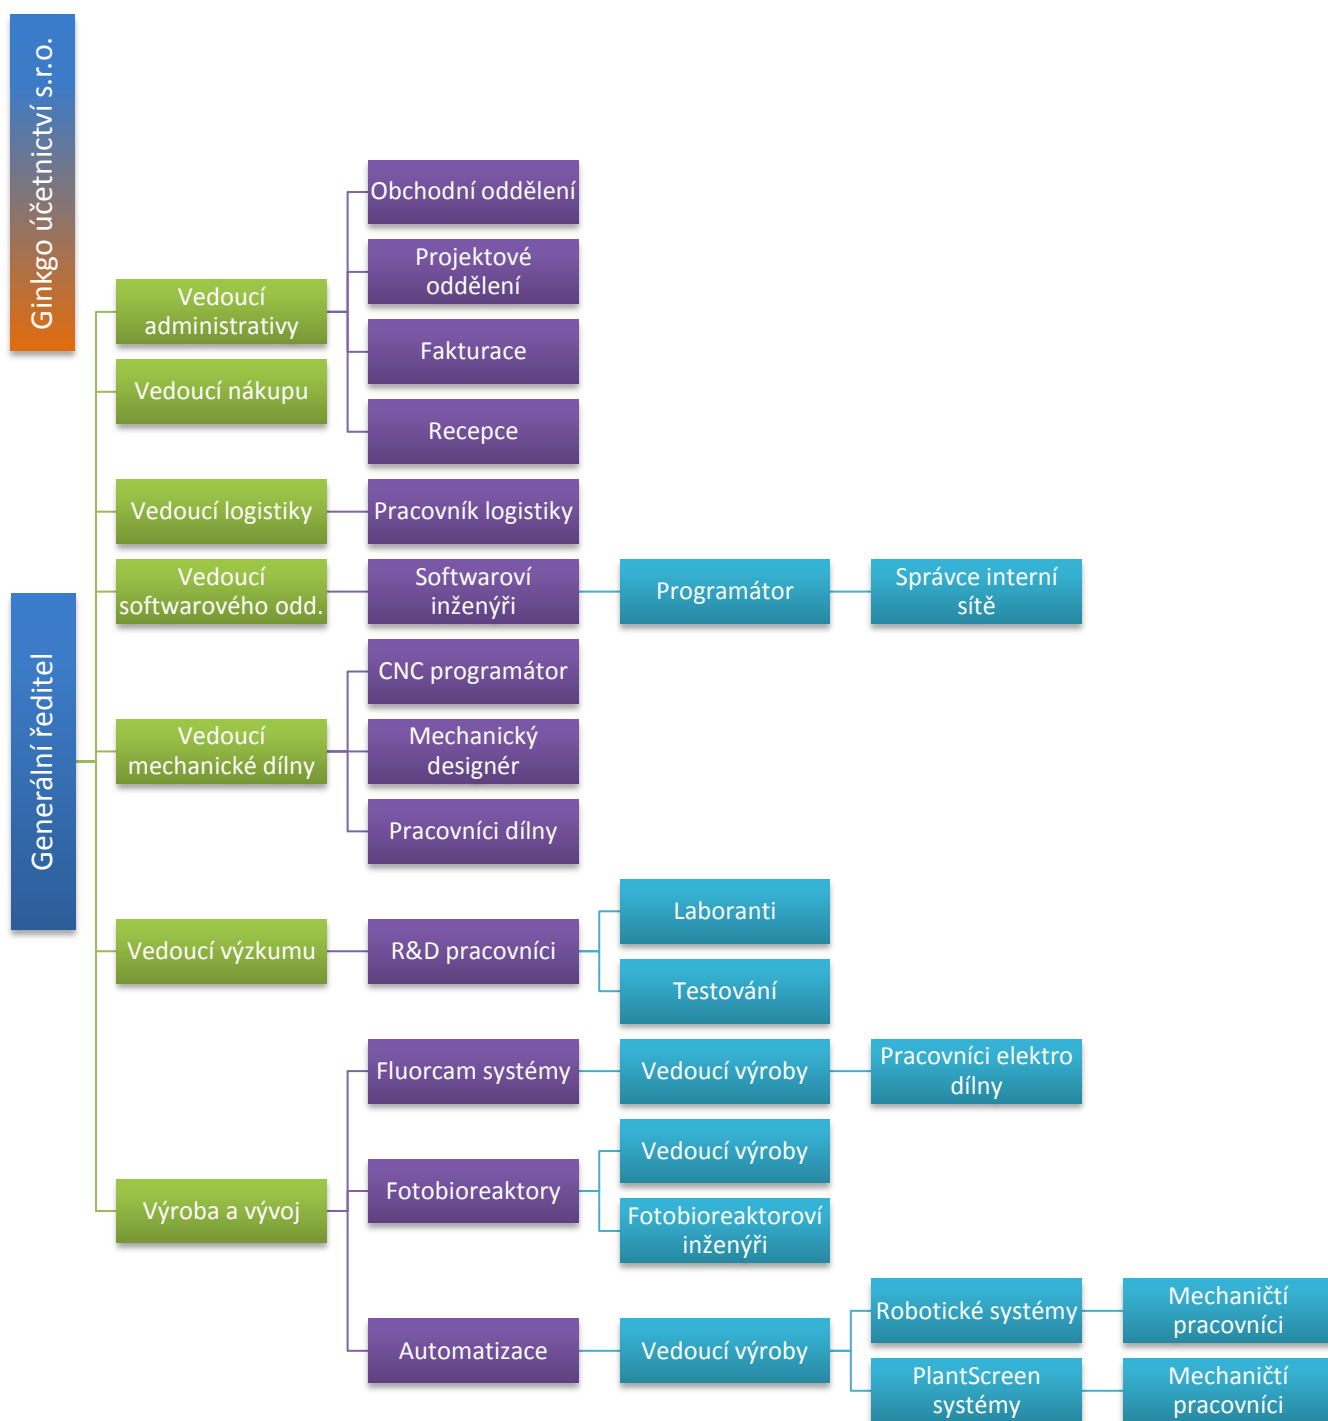 Ginkgo účetnictví s.r.o.
Obchodní oddělení
Projektové
oddělení
Vedoucí
administrativy
Fakturace
Vedoucí nákupu
Recepce
Vedoucí logistiky
Pracovník logistiky
Vedoucí
softwarového odd.
Softwaroví
inženýři
Programátor
Správce interní
sítě
Generální ředitel
CNC programátor
Vedoucí
mechanické dílny
Mechanický
designér
Pracovníci dílny
Vedoucí výzkumu
R&D pracovníci
Laboranti
Testování
Fluorcam systémy
Vedoucí výroby
Pracovníci elektro
dílny
Výroba a vývoj
Fotobioreaktory
Vedoucí výroby
Fotobioreaktoroví
inženýři
Automatizace
Vedoucí výroby
Robotické systémy
Mechaničtí
pracovníci
PlantScreen
systémy
Mechaničtí
pracovníci